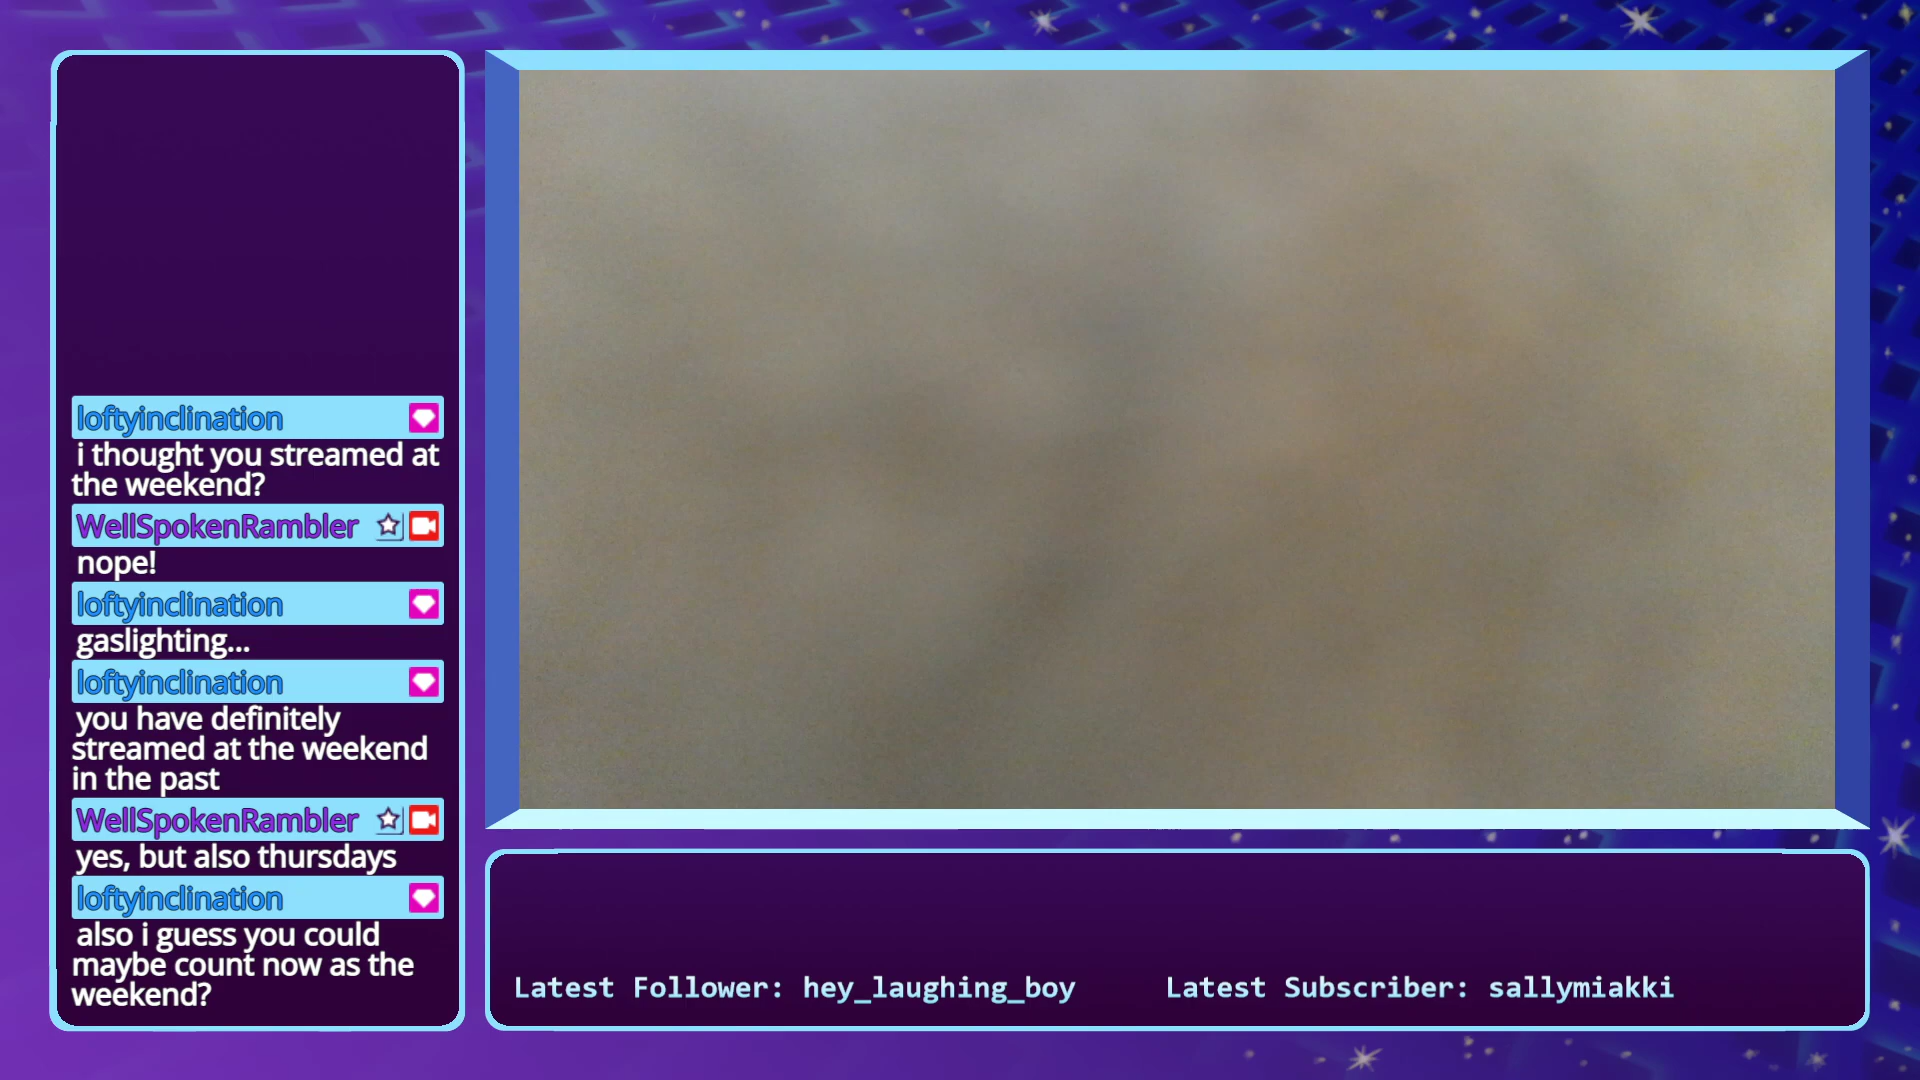 loftyinclination
i thought you streamed at
the weekend?
WellSpokenRambler
nope!
loftyinclination
gaslighting...
loftyinclination
you have definitely
streamed at the weekend
in the past
WellSpokenRambler
yes, but also thursdays
loftyinclination
also i guess you could
maybe count now as the
weekend?
Latest Follower: hey_laughing_boy
Latest Subscriber: sallymiakki